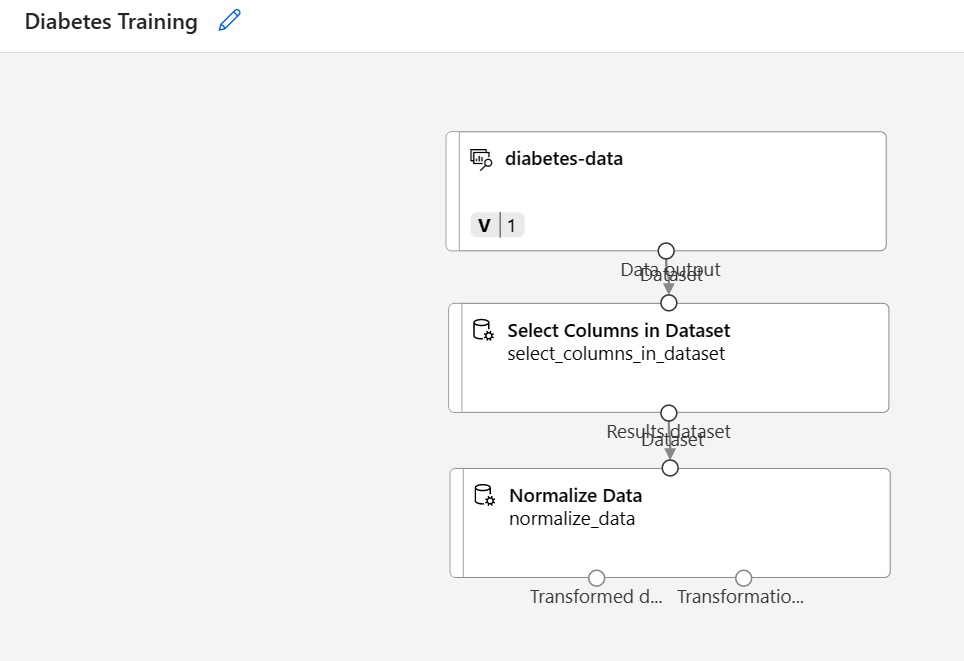 Diabetes Training
diabetes-data
V 1
Data output
Dataset
Select Columns in Dataset
select_columns_in_dataset
Results dataset
Dataset
Normalize Data
normalize_data
Transformed d... Transformatio...